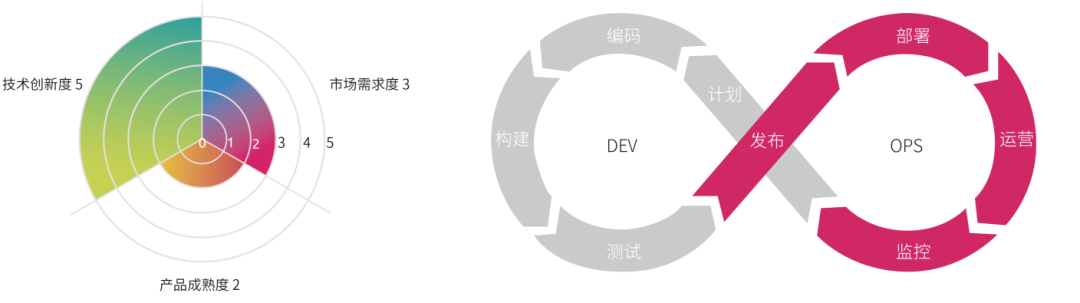 技术创新度 5
市场需求度 3
0 1 2 3 4 5
产品成熟度 2
编码
部署
计划
构建
DEV
发布
OPS
运营
测试
监控